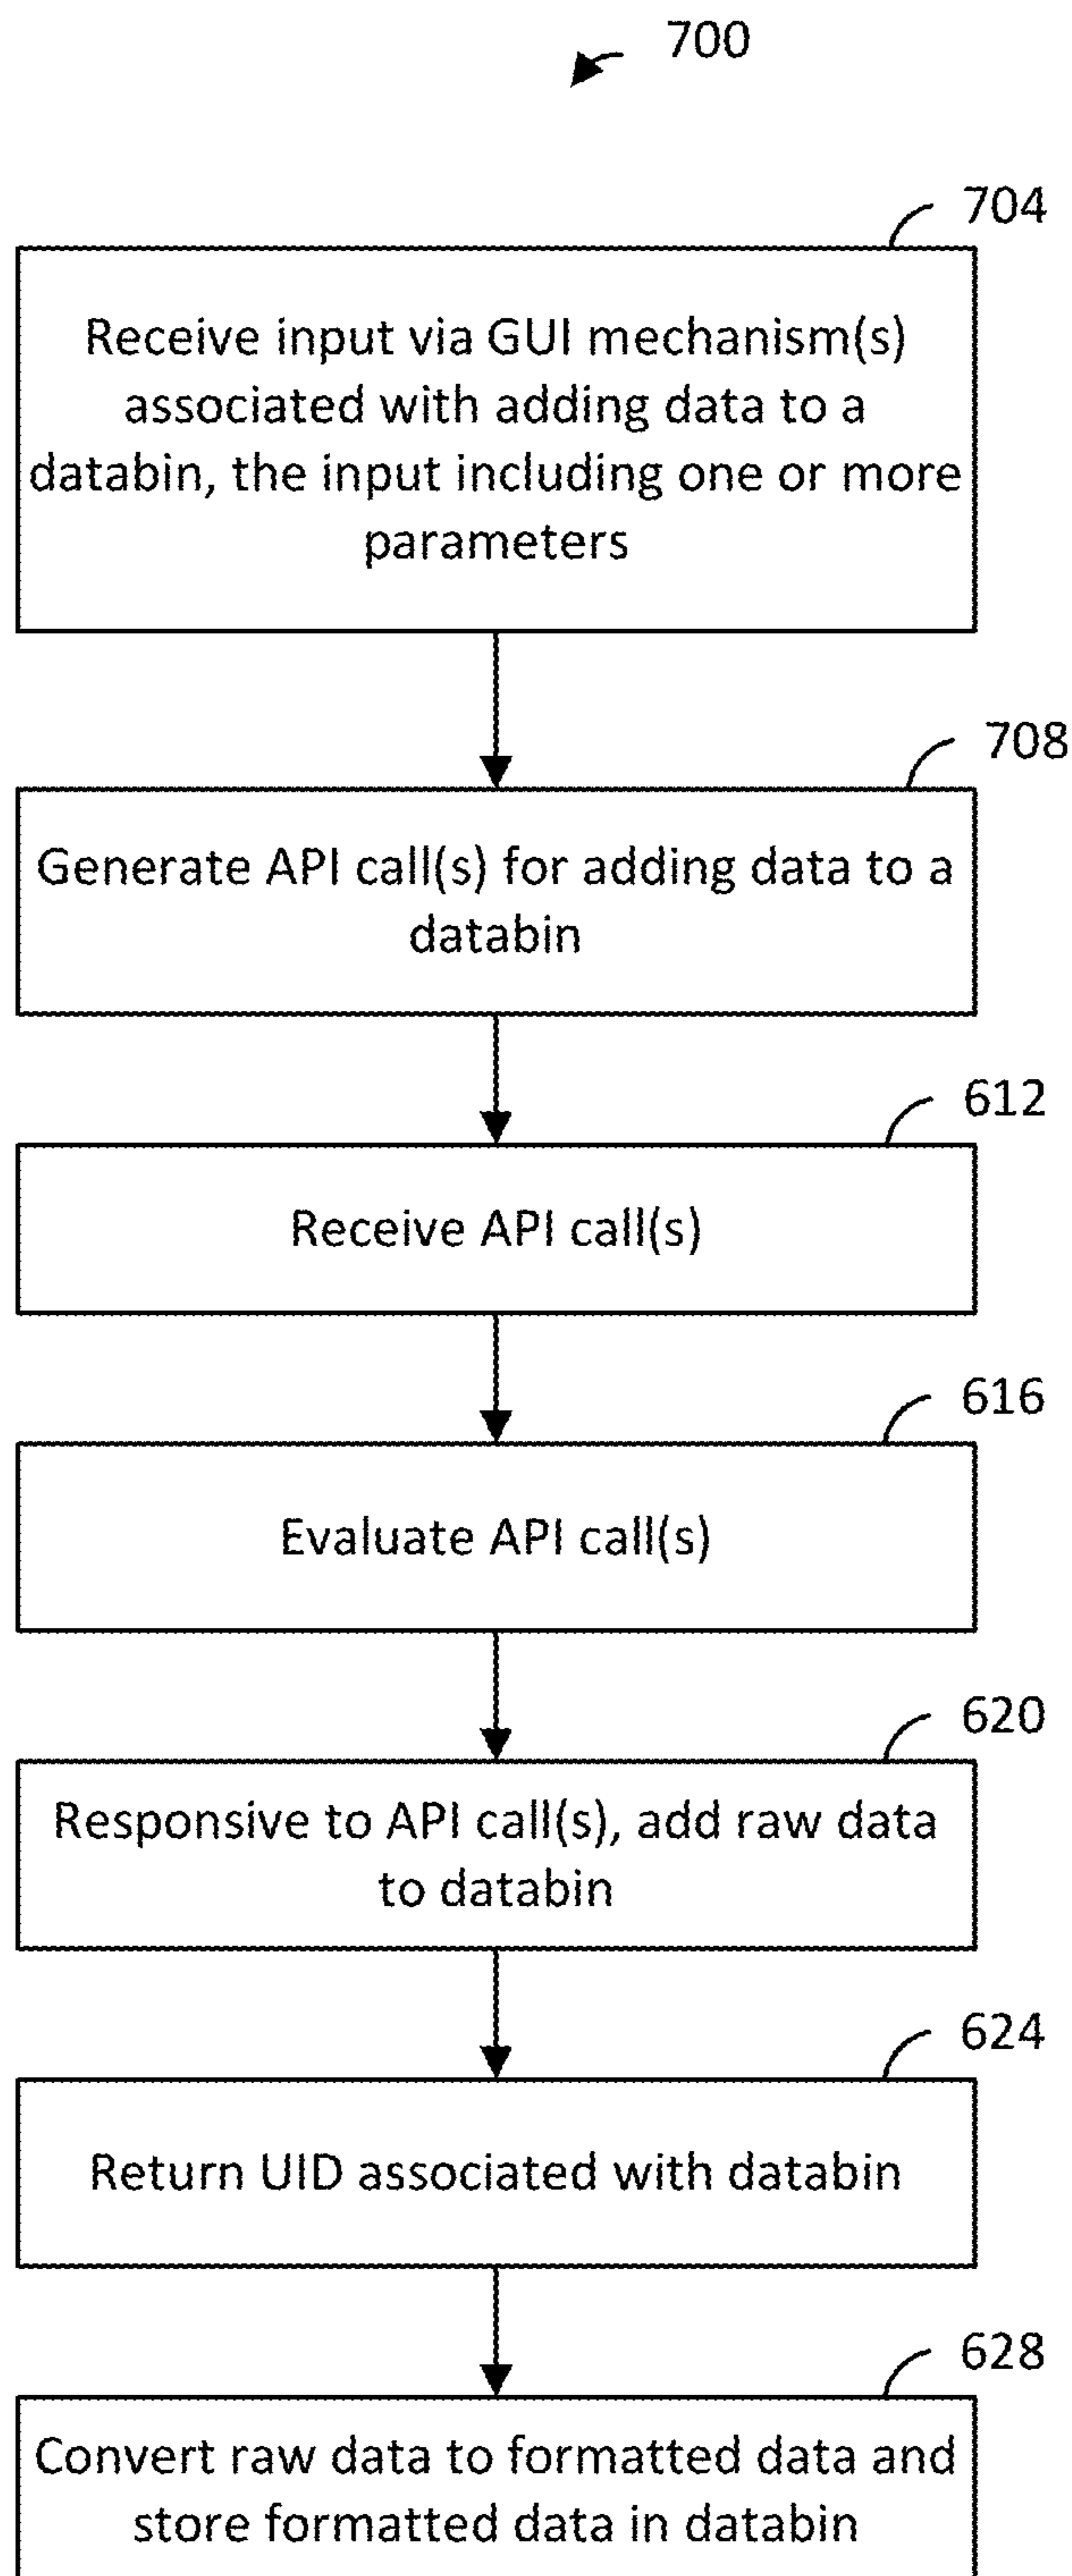 700
704
Receive input via GUI mechanism(s)
associated with adding data to a
databin, the input including one or more
parameters
708
Generate API call(s) for adding data to a
databin
612
Receive API call(s)
616
Evaluate API call(s)
620
Responsive to API call(s), add raw data
to databin
624
Return UID associated with databin
628
Convert raw data to formatted data and
store formatted data in databin